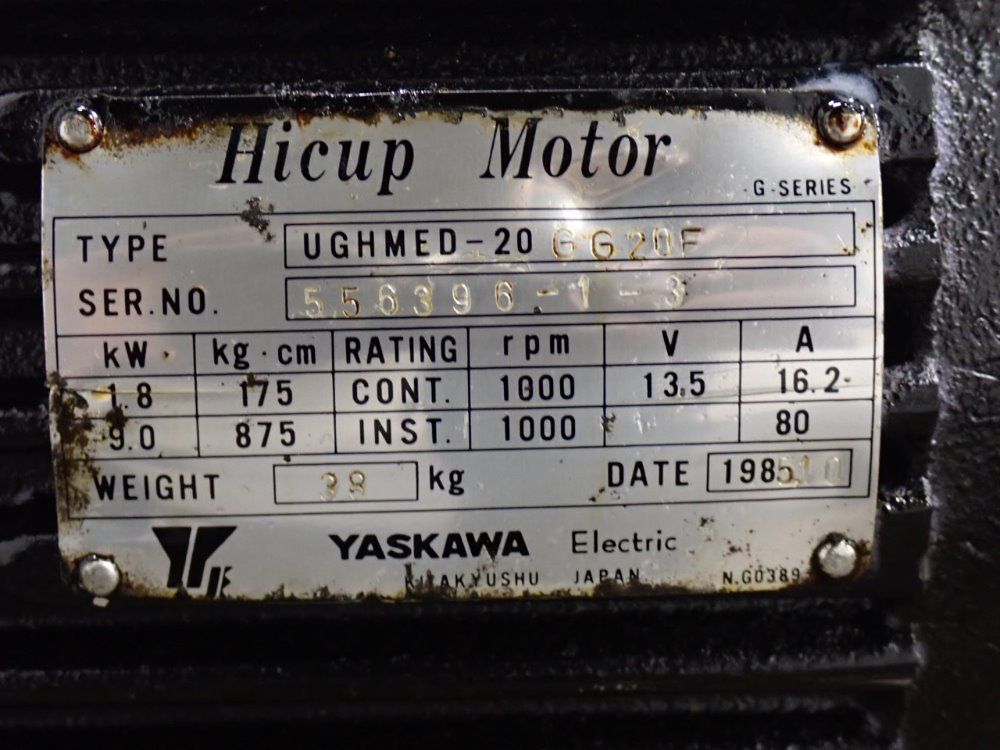 Hicup Motor
G-SERIES
TYPE UGHMED-20 GG20F
SER.NO. 556396-1-3
kW kg·cm RATING rpm V A
1.8 175 CONT. 1000 13.5 16.2
9.0 875 INST. 1000 80
WEIGHT kg DATE 198510
YASKAWA Electric
KITAKYUSHU JAPAN N.G0389